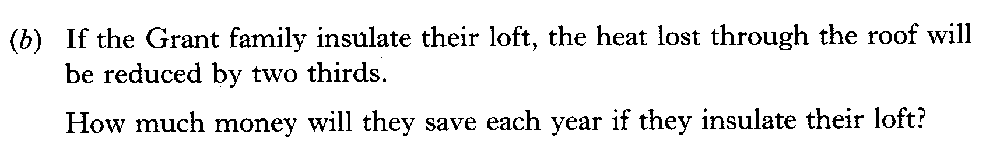 (b) If the Grant family insulate their loft, the heat lost through the roof will
be reduced by two thirds.
How much money will they save each year if they insulate their loft?